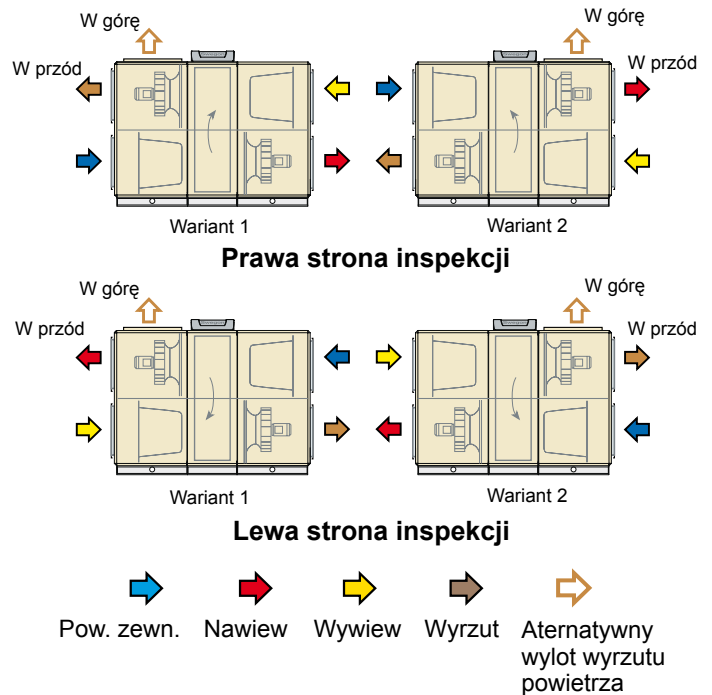 W górę
W górę
W przód
W przód
Wariant 1
Wariant 2
Prawa strona inspekcji
W górę
W górę
W przód
W przód
Wariant 1
Wariant 2
Lewa strona inspekcji
Pow. zewn.
Nawiew
Wywiew
Wyrzut
Aternatywny
wylot wyrzutu
powietrza